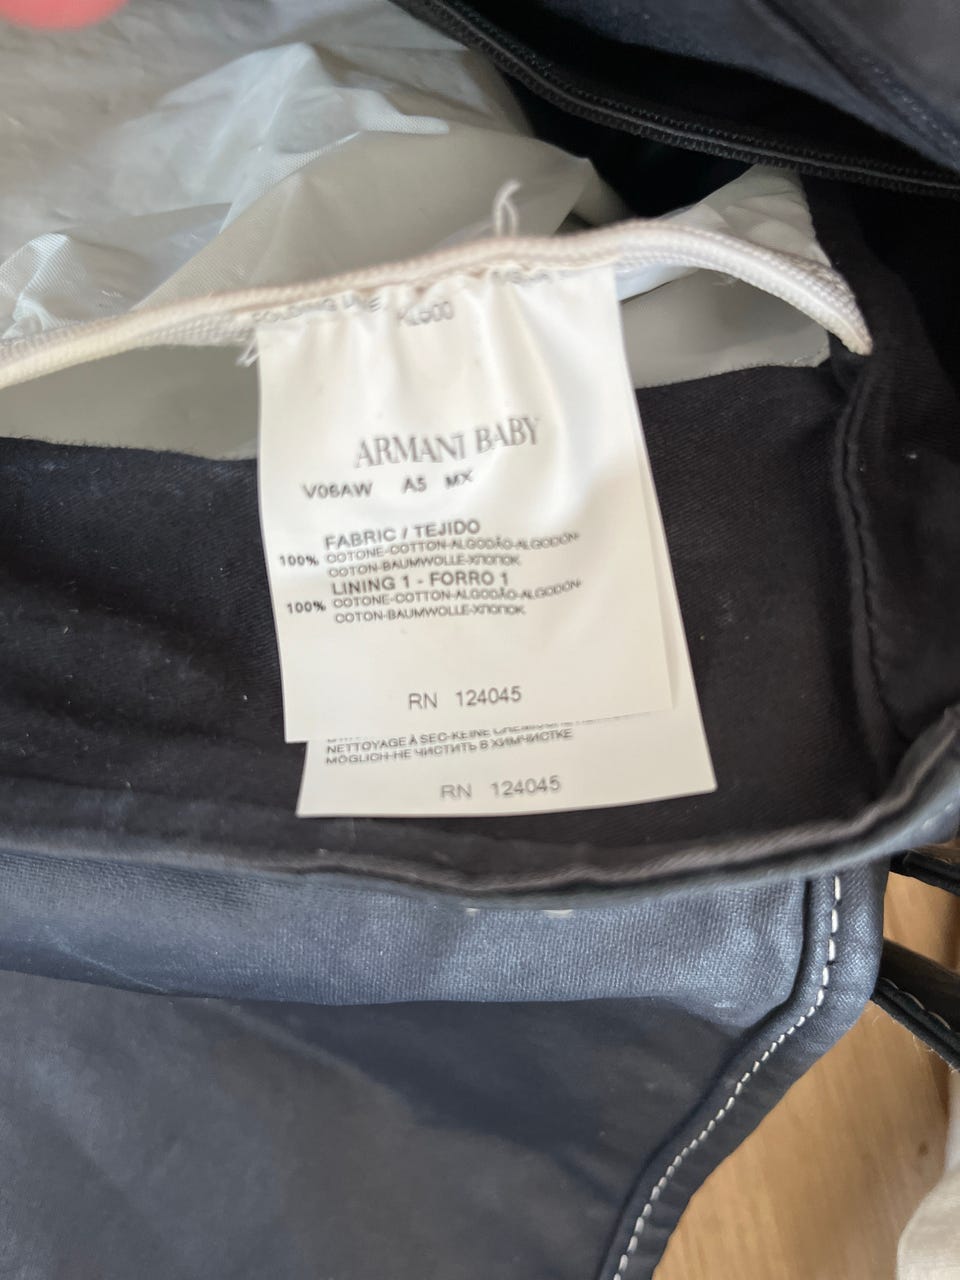 FOLDING LINE
ARMANI BABY
V06AW A5 MX
FABRIC / TEJIDO
100% COTONE-COTTON-ALGODÃO-ALGODÓN-
COTON-BAUMWOLLE-ХЛОПОК
LINING 1 - FORRO 1
100% COTONE-COTTON-ALGODÃO-ALGODÓN-
COTON-BAUMWOLLE-ХЛОПОК
RN 124045
NETTOYAGE À SEC-KEINE
MÖGLICH-НЕ ЧИСТИТЬ В ХИМЧИСТКЕ
RN 124045